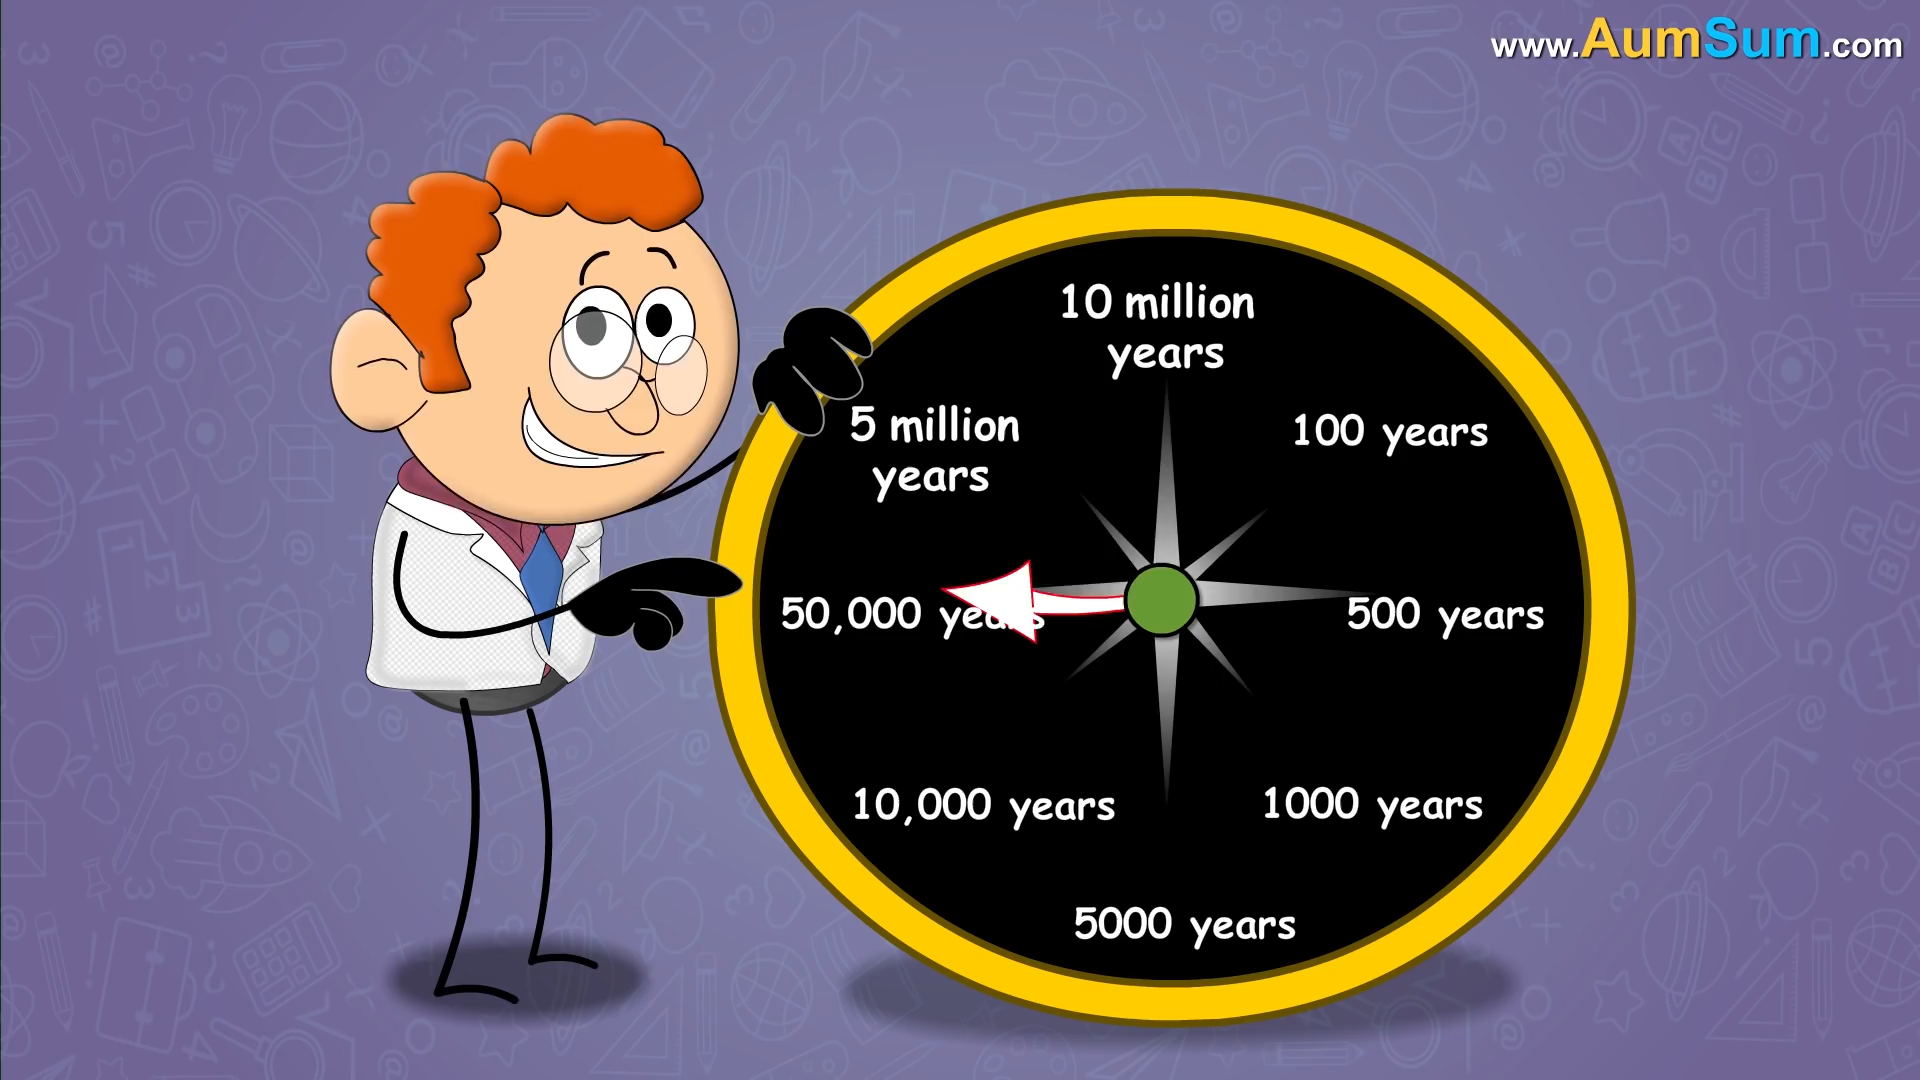 www.AumSum.com
10 million
years
100 years
5 million
years
50,000 years
500 years
10,000 years
1000 years
5000 years